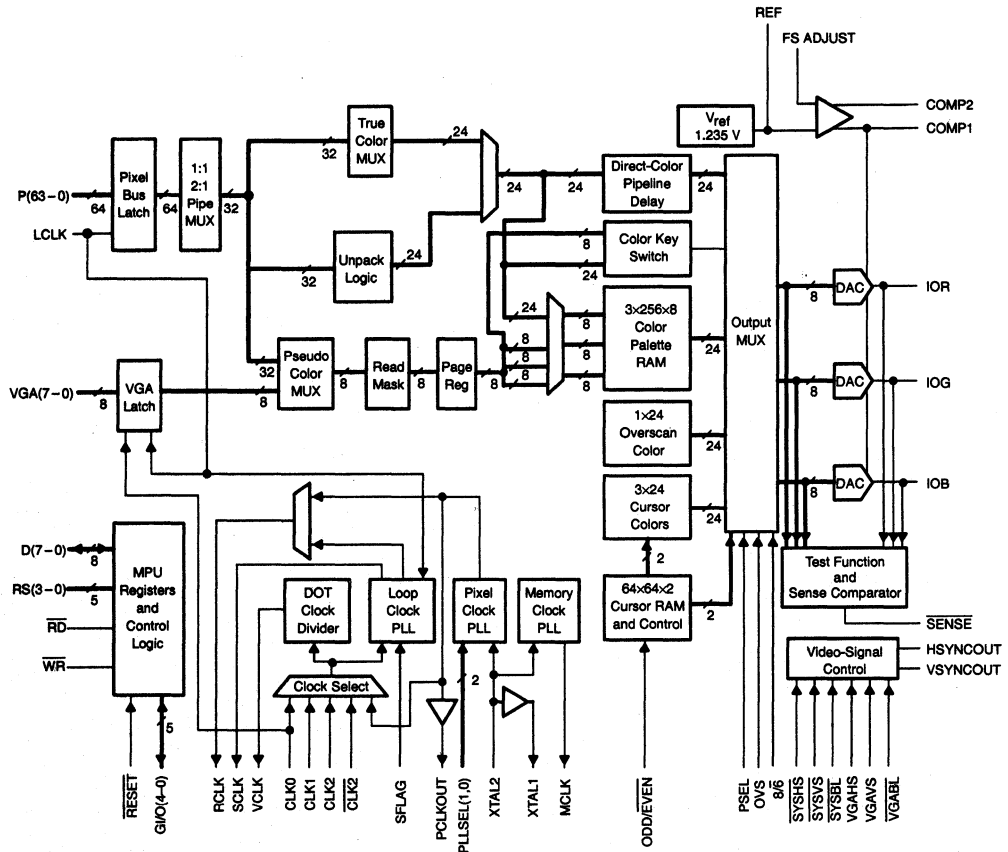 REF
FS ADJUST
COMP2
COMP1
Vref
1.235 V
True
Color
MUX
32
24
24
24
Direct-Color
Pipeline
Delay
24
P(63–0)
64
Pixel
Bus
Latch
64
1:1
2:1
Pipe
MUX
32
LCLK
Unpack
Logic
32
24
8
24
Color Key
Switch
24
8
8
8
8
8
8
3×256×8
Color
Palette
RAM
24
Output
MUX
8
DAC
IOR
8
DAC
IOG
8
DAC
IOB
VGA(7–0)
8
VGA
Latch
32
8
Pseudo
Color
MUX
8
Read
Mask
8
Page
Reg
8
1×24
Overscan
Color
24
3×24
Cursor
Colors
24
2
64×64×2
Cursor RAM
and Control
2
Test Function
and
Sense Comparator
SENSE
Video-Signal
Control
HSYNCOUT
VSYNCOUT
D(7–0)
8
RS(3–0)
5
RD
WR
MPU
Registers
and
Control
Logic
5
DOT
Clock
Divider
Loop
Clock
PLL
Pixel
Clock
PLL
Memory
Clock
PLL
Clock Select
2
RESET
GI/O(4–0)
RCLK
SCLK
VCLK
CLK0
CLK1
CLK2
CLK2
SFLAG
PCLKOUT
PLLSEL(1,0)
XTAL2
XTAL1
MCLK
ODD/EVEN
PSEL
OVS
8/6
SYSHS
SYSVS
SYSBL
VGAHS
VGAVS
VGABL